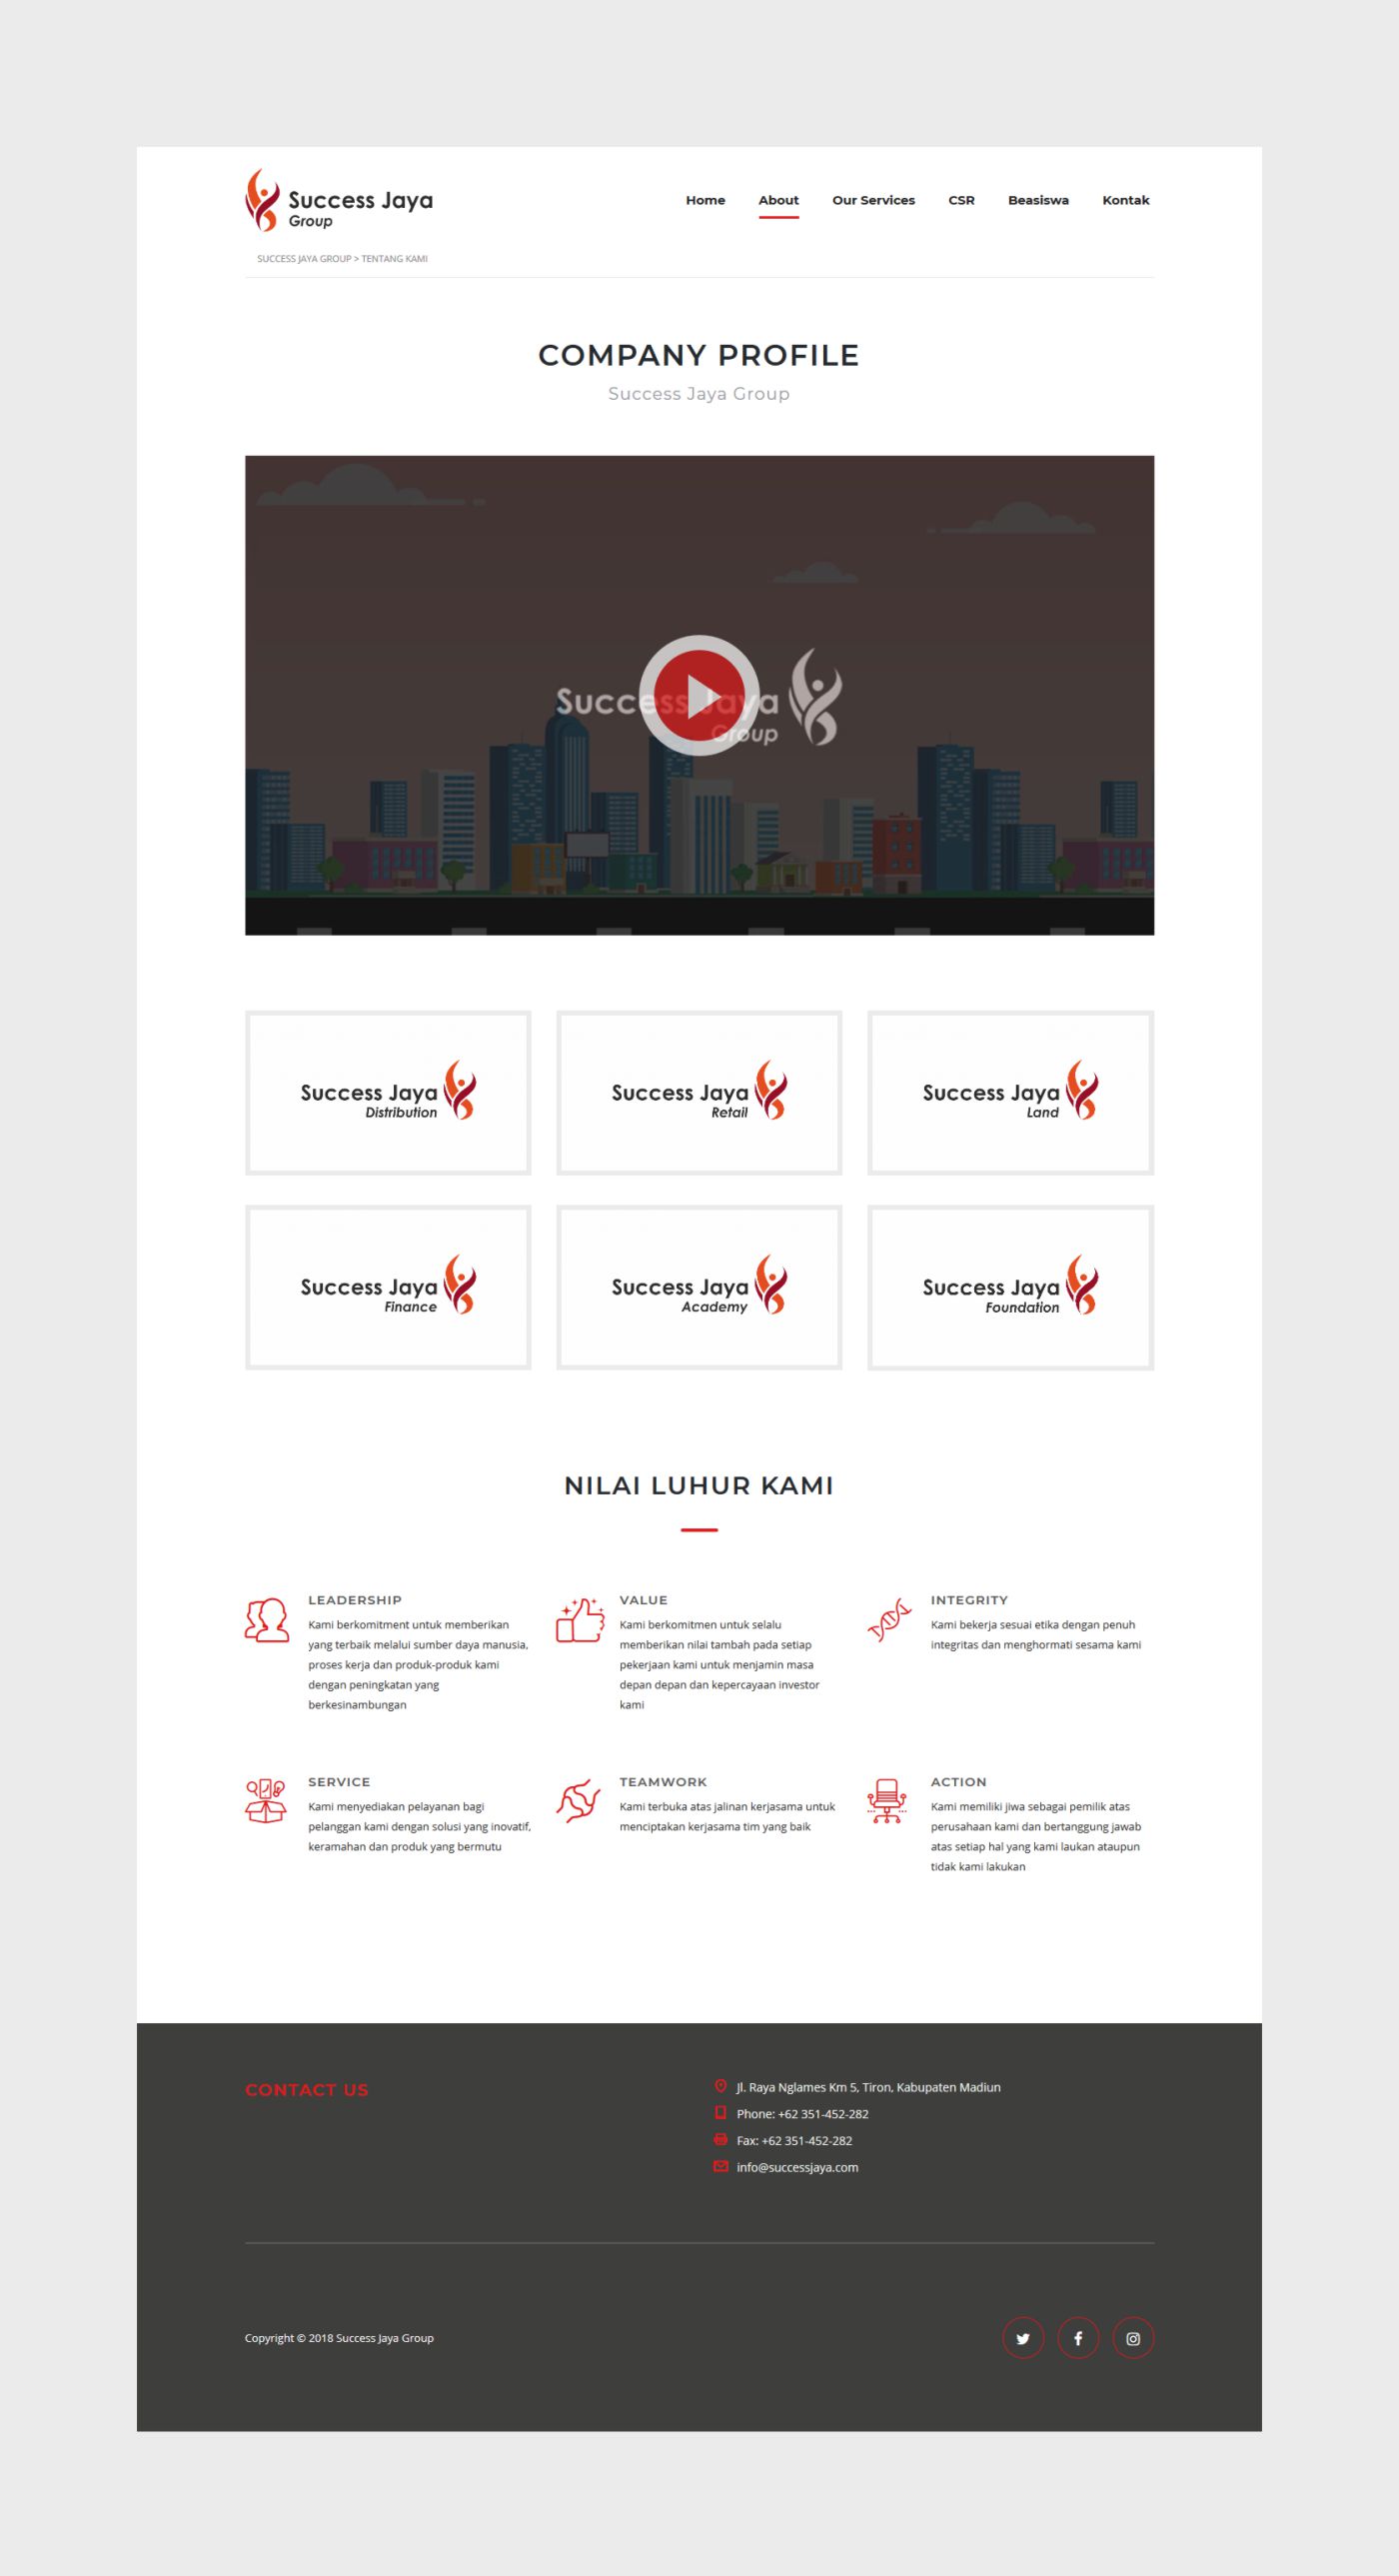 Success Jaya
Group
Home About Our Services CSR Beasiswa Kontak
SUCCESS JAYA GROUP > TENTANG KAMI
COMPANY PROFILE
Success Jaya Group
Success Jaya
Group
Success Jaya
Distribution
Success Jaya
Retail
Success Jaya
Land
Success Jaya
Finance
Success Jaya
Academy
Success Jaya
Foundation
NILAI LUHUR KAMI
LEADERSHIP
Kami berkomitment untuk memberikan
yang terbaik melalui sumber daya manusia,
proses kerja dan produk-produk kami
dengan peningkatan yang
berkesinambungan
VALUE
Kami berkomitmen untuk selalu
memberikan nilai tambah pada setiap
pekerjaan kami untuk menjamin masa
depan depan dan kepercayaan investor
kami
INTEGRITY
Kami bekerja sesuai etika dengan penuh
integritas dan menghormati sesama kami
SERVICE
Kami menyediakan pelayanan bagi
pelanggan kami dengan solusi yang inovatif,
keramahan dan produk yang bermutu
TEAMWORK
Kami terbuka atas jalinan kerjasama untuk
menciptakan kerjasama tim yang baik
ACTION
Kami memiliki jiwa sebagai pemilik atas
perusahaan kami dan bertanggung jawab
atas setiap hal yang kami laukan ataupun
tidak kami lakukan
CONTACT US
Jl. Raya Nglames Km 5, Tiron, Kabupaten Madiun
Phone: +62 351-452-282
Fax: +62 351-452-282
info@successjaya.com
Copyright © 2018 Success Jaya Group